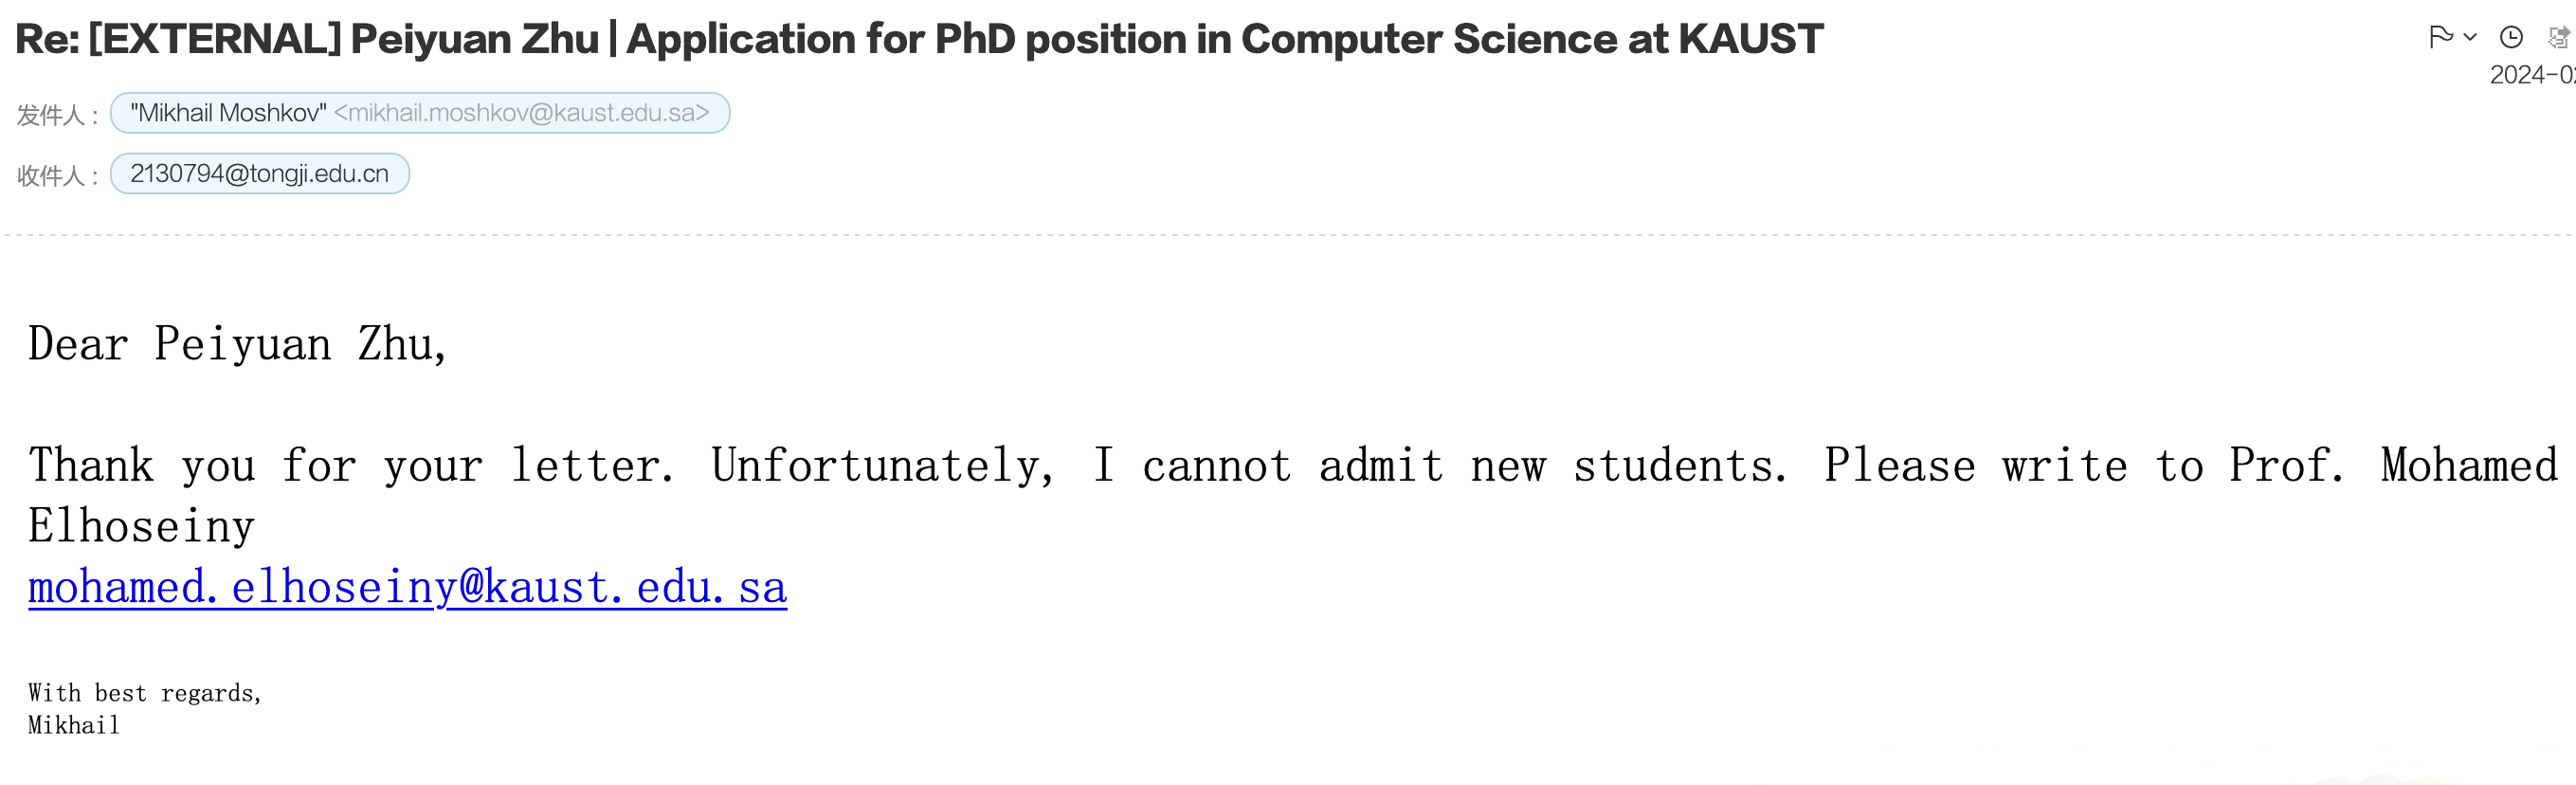 Re: [EXTERNAL] Peiyuan Zhu | Application for PhD position in Computer Science at KAUST
2024-0
发件人：
"Mikhail Moshkov" <mikhail.moshkov@kaust.edu.sa>
收件人：
2130794@tongji.edu.cn
Dear Peiyuan Zhu,
Thank you for your letter. Unfortunately, I cannot admit new students. Please write to Prof. Mohamed
Elhoseiny
mohamed.elhoseiny@kaust.edu.sa
With best regards,
Mikhail